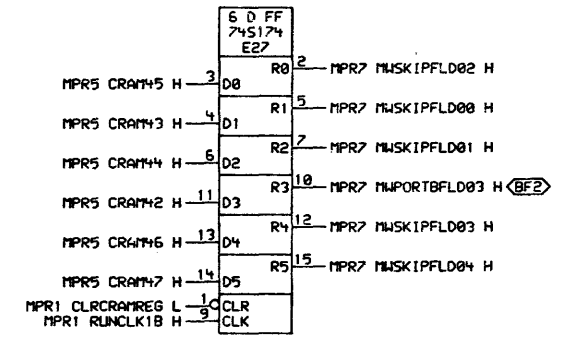 6 D FF
74S174
E27
R0 2 MPR7 MWSKIPFLD02 H
MPR5 CRAM45 H 3 D0
R1 5 MPR7 MWSKIPFLD00 H
MPR5 CRAM43 H 4 D1
R2 7 MPR7 MWSKIPFLD01 H
MPR5 CRAM44 H 6 D2
R3 10 MPR7 MWPORTBFLD03 H BF2
MPR5 CRAM42 H 11 D3
R4 12 MPR7 MWSKIPFLD03 H
MPR5 CRAM46 H 13 D4
R5 15 MPR7 MWSKIPFLD04 H
MPR5 CRAM47 H 14 D5
MPR1 CLRCRAMREG L 1 CLR
MPR1 RUNCLK1B H 9 CLK